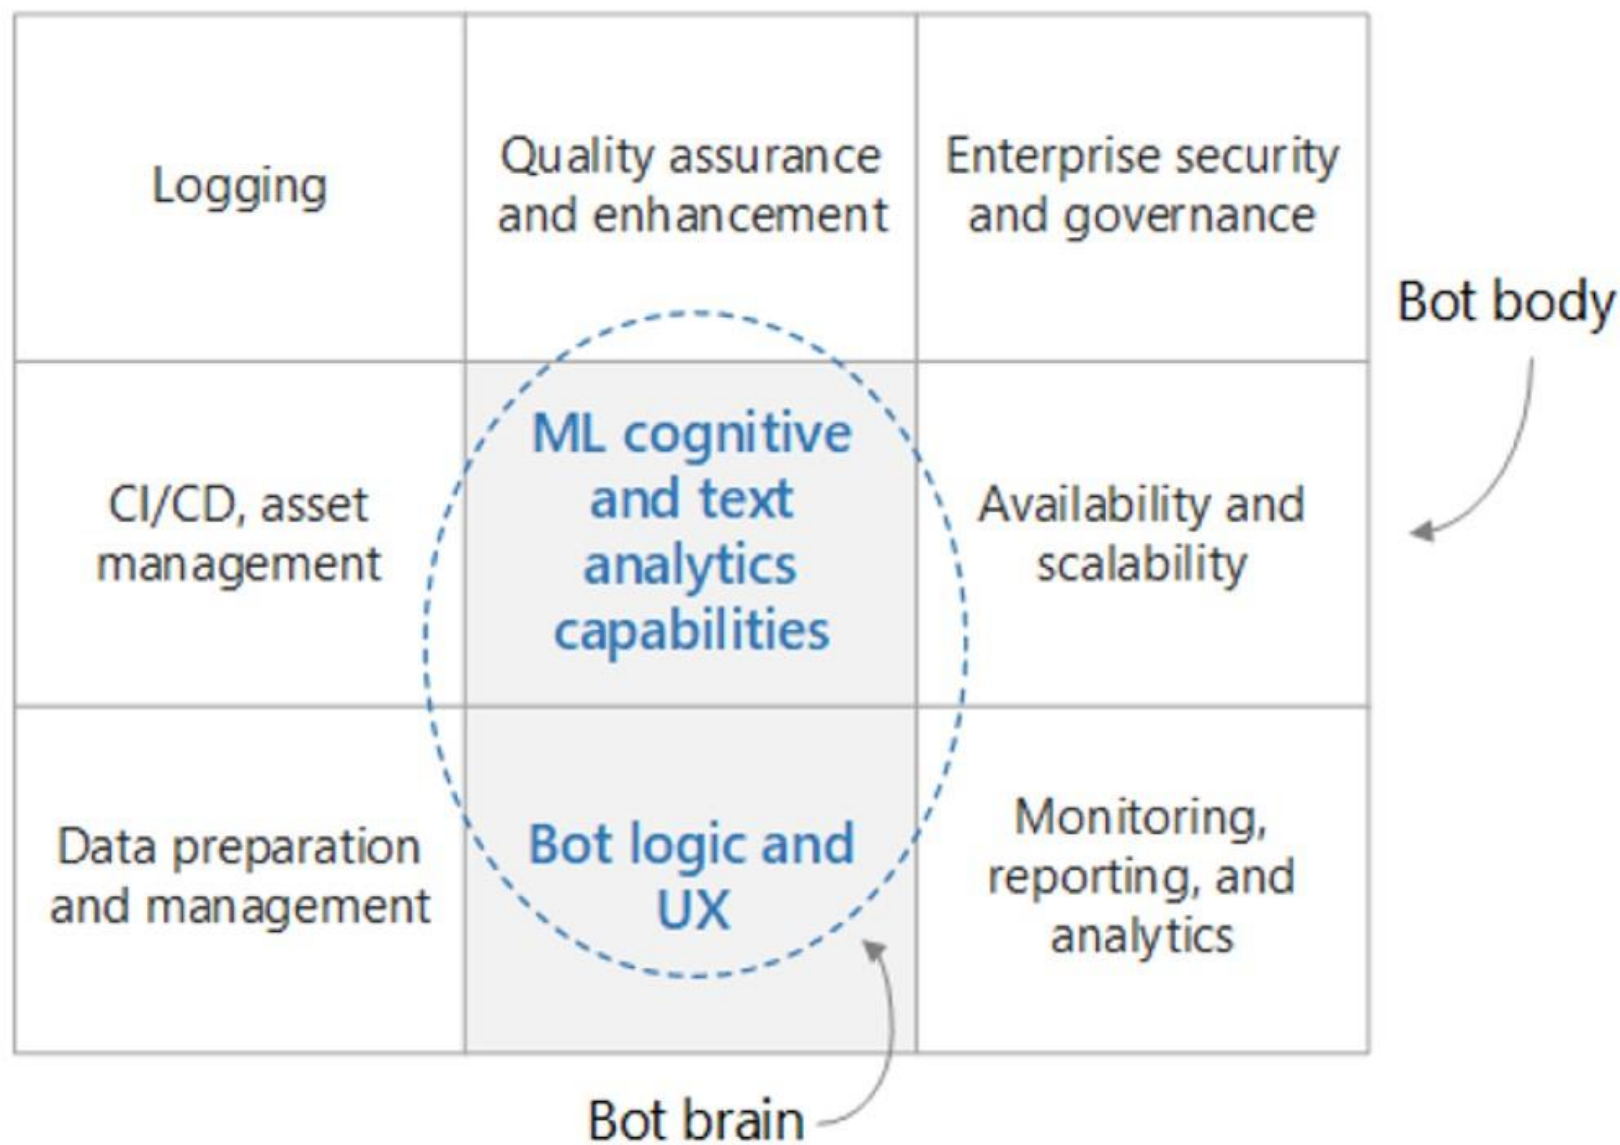 Logging
Quality assurance
and enhancement
Enterprise security
and governance
Bot body
CI/CD, asset
management
ML cognitive
and text
analytics
capabilities
Availability and
scalability
Data preparation
and management
Bot logic and
UX
Monitoring,
reporting, and
analytics
Bot brain